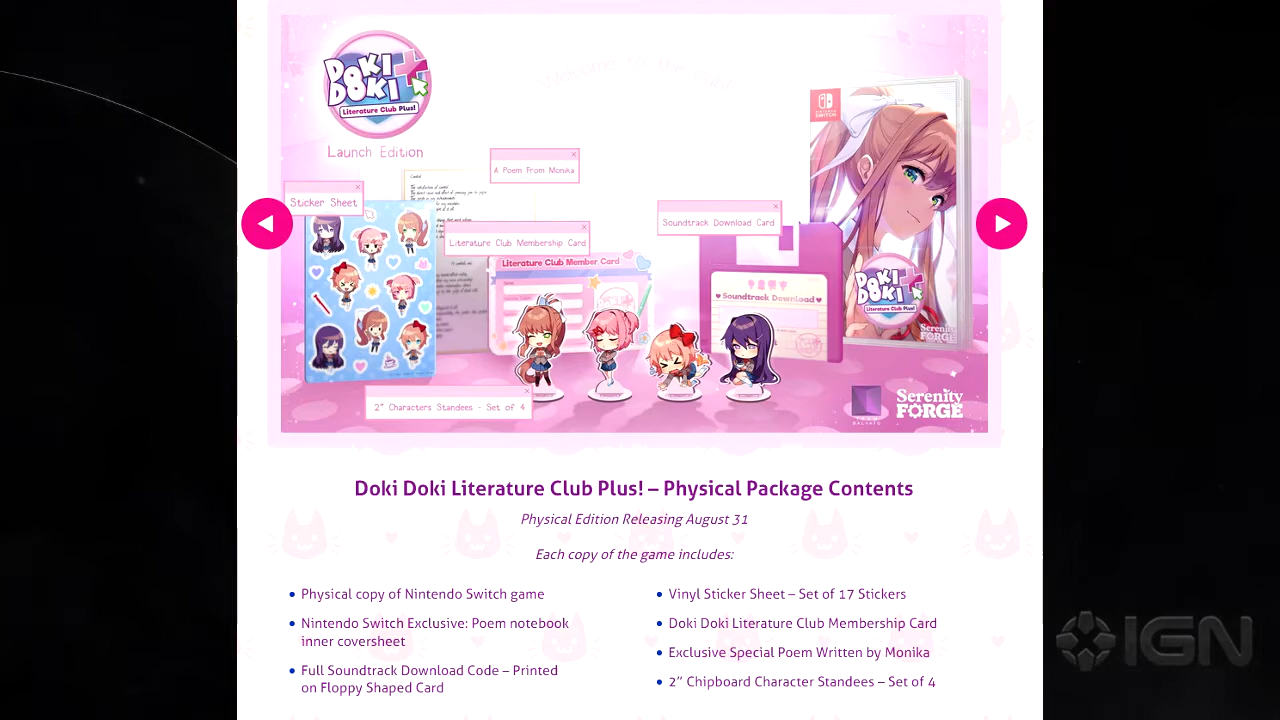 DOKI
DOKI
Literature Club Plus!
Launch Edition
A Poem From Monika
Sticker Sheet
Soundtrack Download Card
Literature Club Membership Card
Literature Club Member Card
Soundtrack Download
2" Characters Standees - Set of 4
NINTENDO
SWITCH
DOKI
DOKI
Literature Club Plus!
Serenity
FORGE
TEAM
SALVATO
Serenity
FORGE
Doki Doki Literature Club Plus! – Physical Package Contents
Physical Edition Releasing August 31
Each copy of the game includes:
• Physical copy of Nintendo Switch game
• Nintendo Switch Exclusive: Poem notebook
inner coversheet
• Full Soundtrack Download Code – Printed
on Floppy Shaped Card
• Vinyl Sticker Sheet – Set of 17 Stickers
• Doki Doki Literature Club Membership Card
• Exclusive Special Poem Written by Monika
• 2" Chipboard Character Standees – Set of 4
IGN